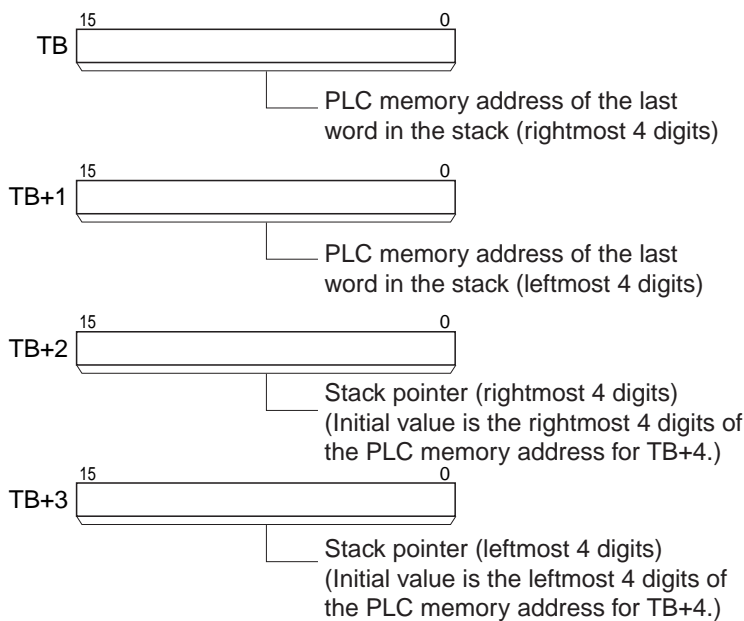 15 0
TB
PLC memory address of the last
word in the stack (rightmost 4 digits)
15 0
TB+1
PLC memory address of the last
word in the stack (leftmost 4 digits)
15 0
TB+2
Stack pointer (rightmost 4 digits)
(Initial value is the rightmost 4 digits of
the PLC memory address for TB+4.)
15 0
TB+3
Stack pointer (leftmost 4 digits)
(Initial value is the leftmost 4 digits of
the PLC memory address for TB+4.)